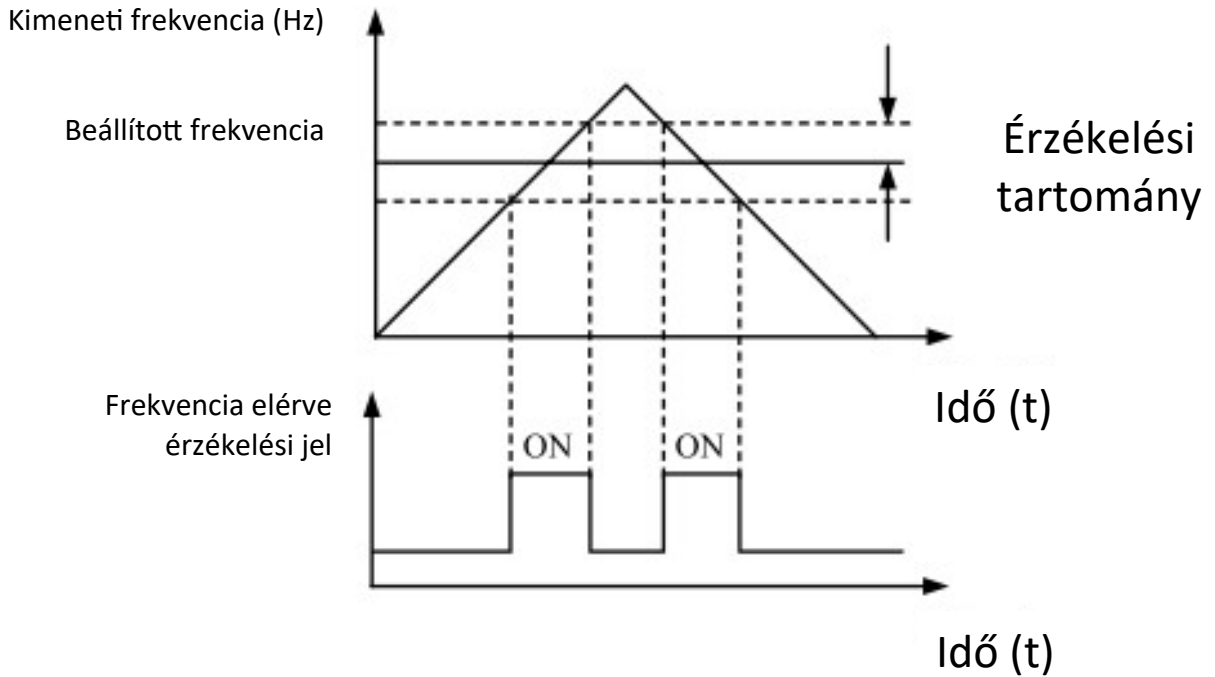 Kimeneti frekvencia (Hz)
Beállított frekvencia
Érzékelési
tartomány
Idő (t)
Frekvencia elérve
érzékelési jel
ON
ON
Idő (t)